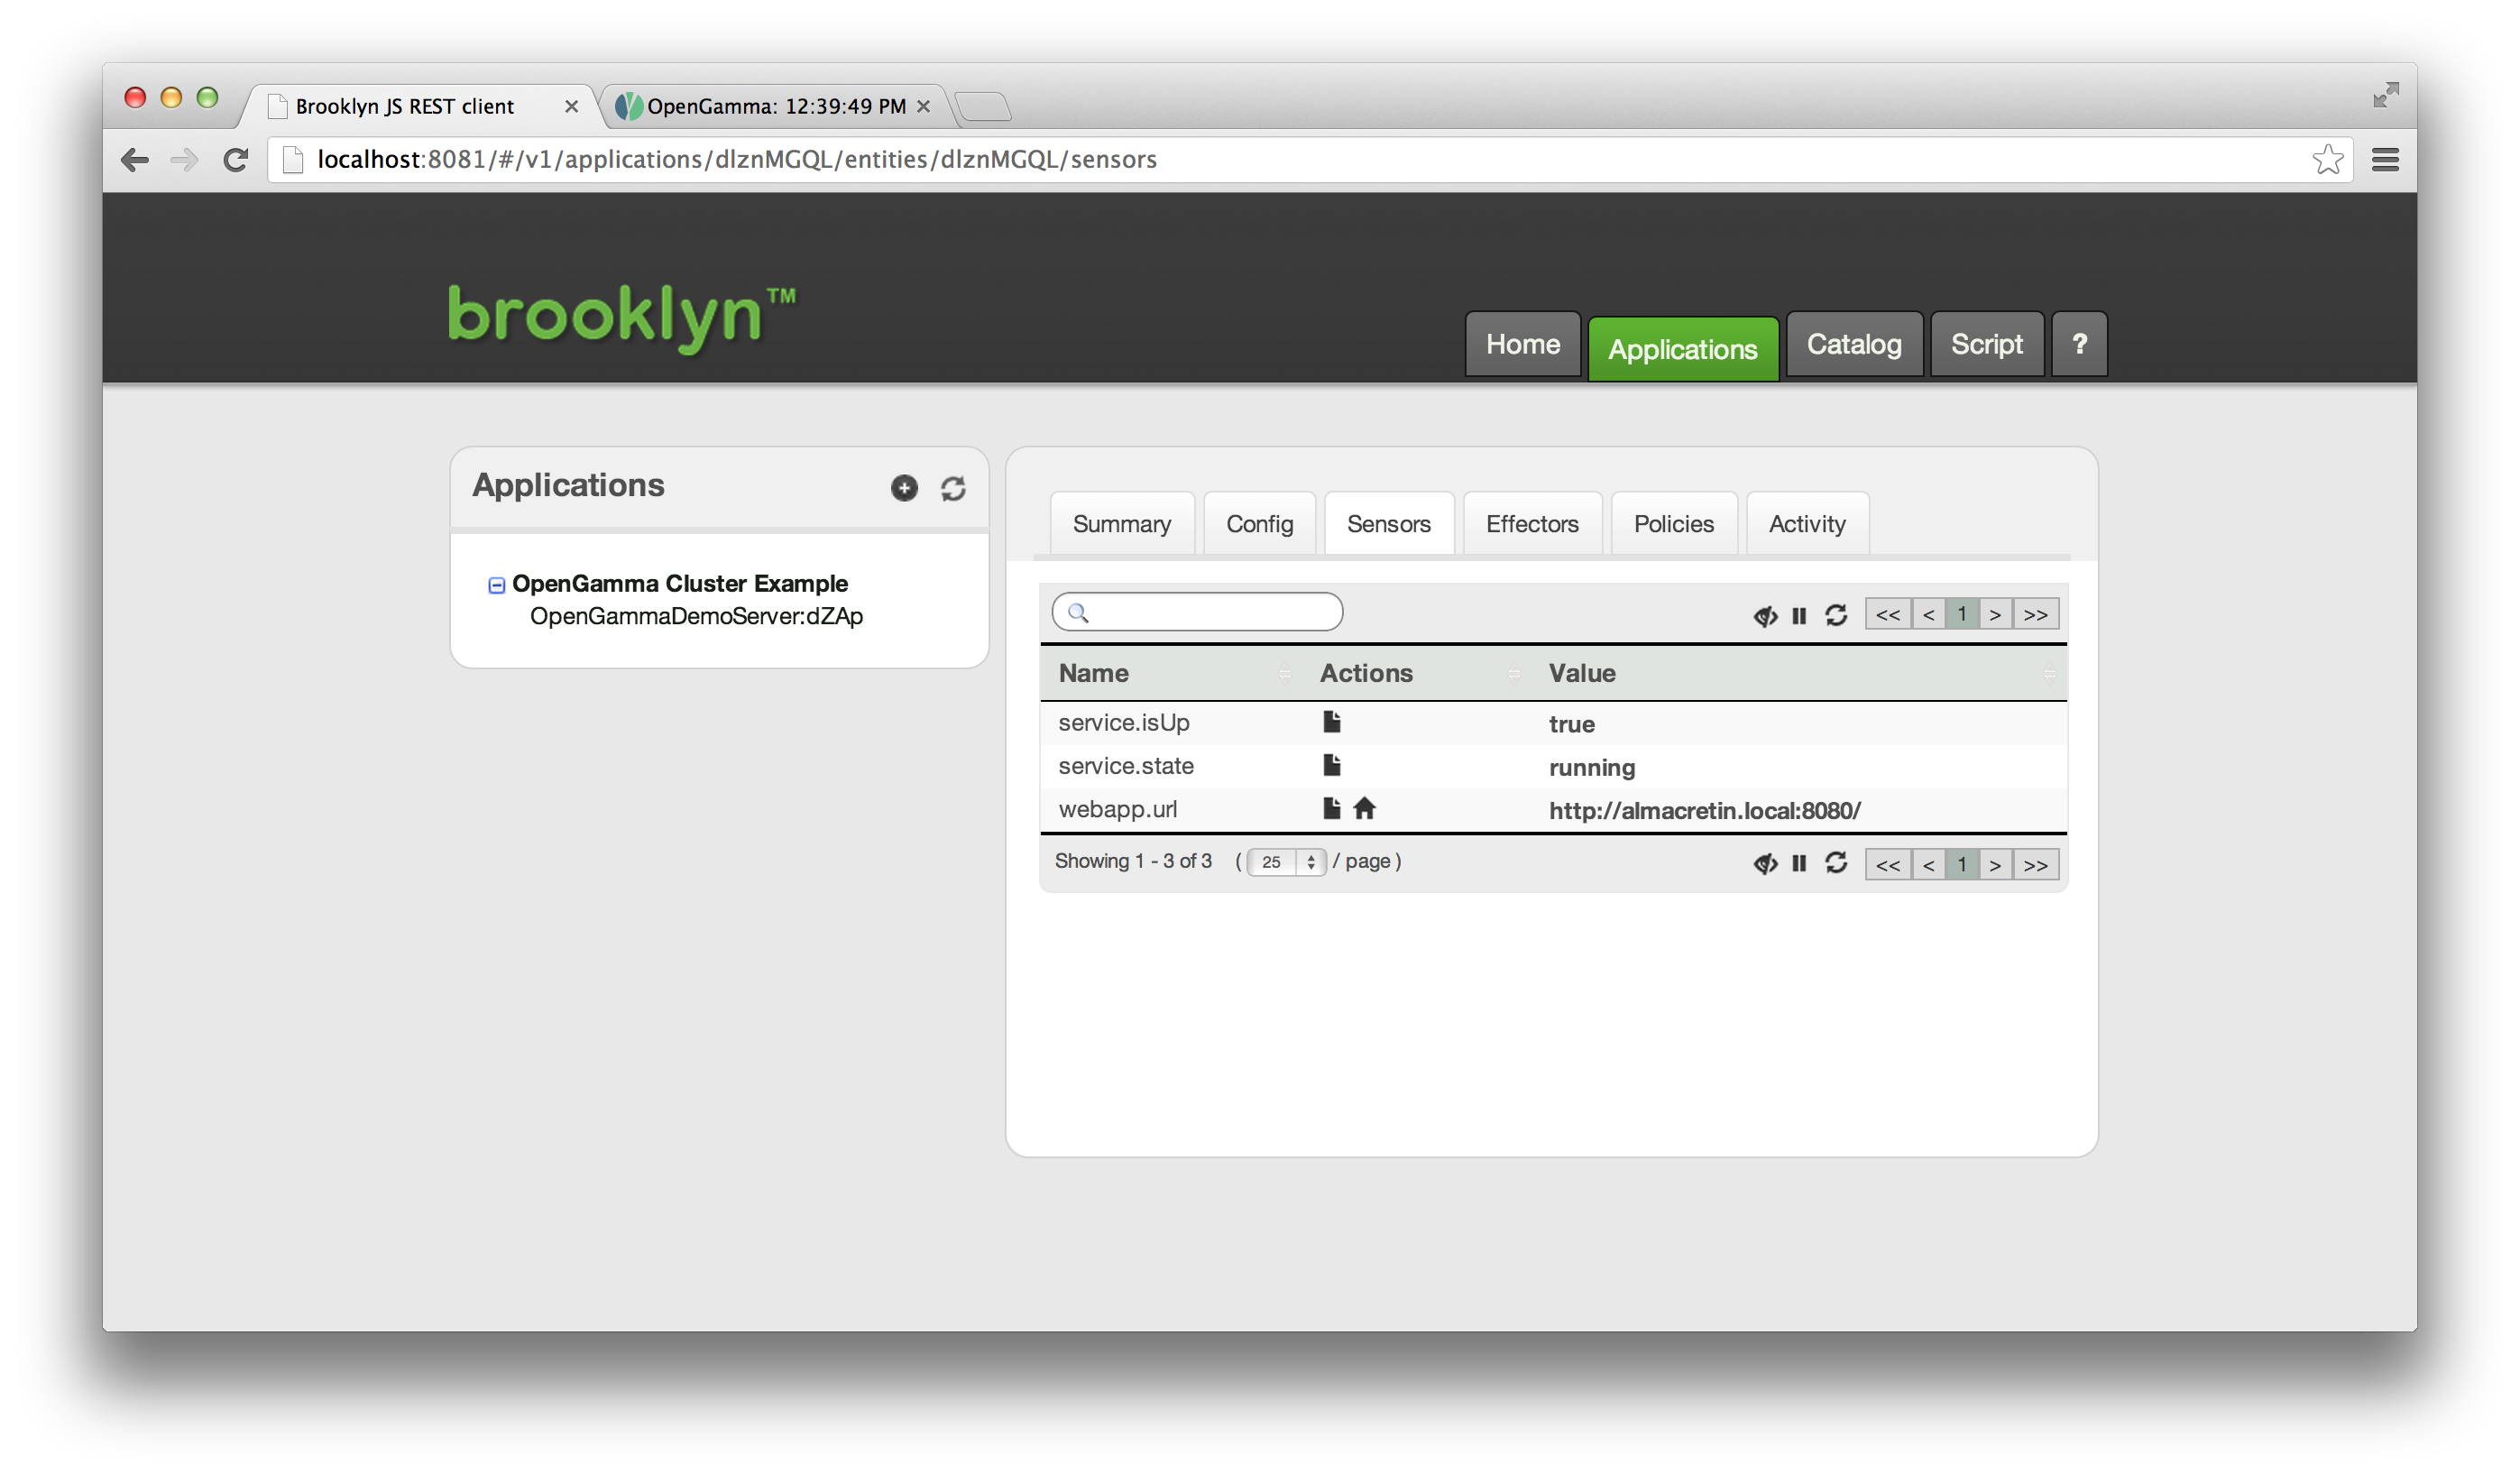 Brooklyn JS REST client
OpenGamma: 12:39:49 PM
localhost:8081/#/v1/applications/dlznMGQL/entities/dlznMGQL/sensors
brooklyn™
Home Applications Catalog Script ?
Applications
OpenGamma Cluster Example
OpenGammaDemoServer:dZAp
Summary Config Sensors Effectors Policies Activity
<< < 1 > >>
Name Actions Value
service.isUp true
service.state running
webapp.url http://almacretin.local:8080/
Showing 1 - 3 of 3 ( 25 / page ) << < 1 > >>